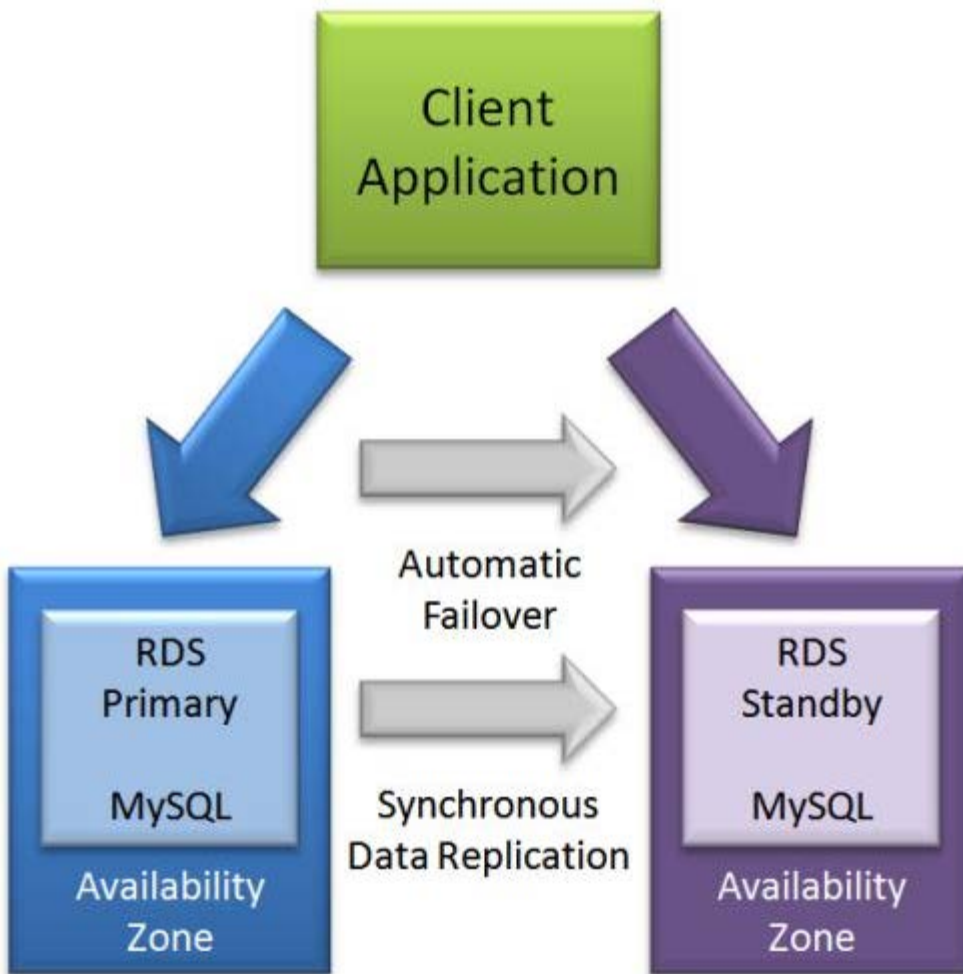 Client
Application
Automatic
Failover
RDS
Primary
MySQL
Availability
Zone
Synchronous
Data Replication
RDS
Standby
MySQL
Availability
Zone